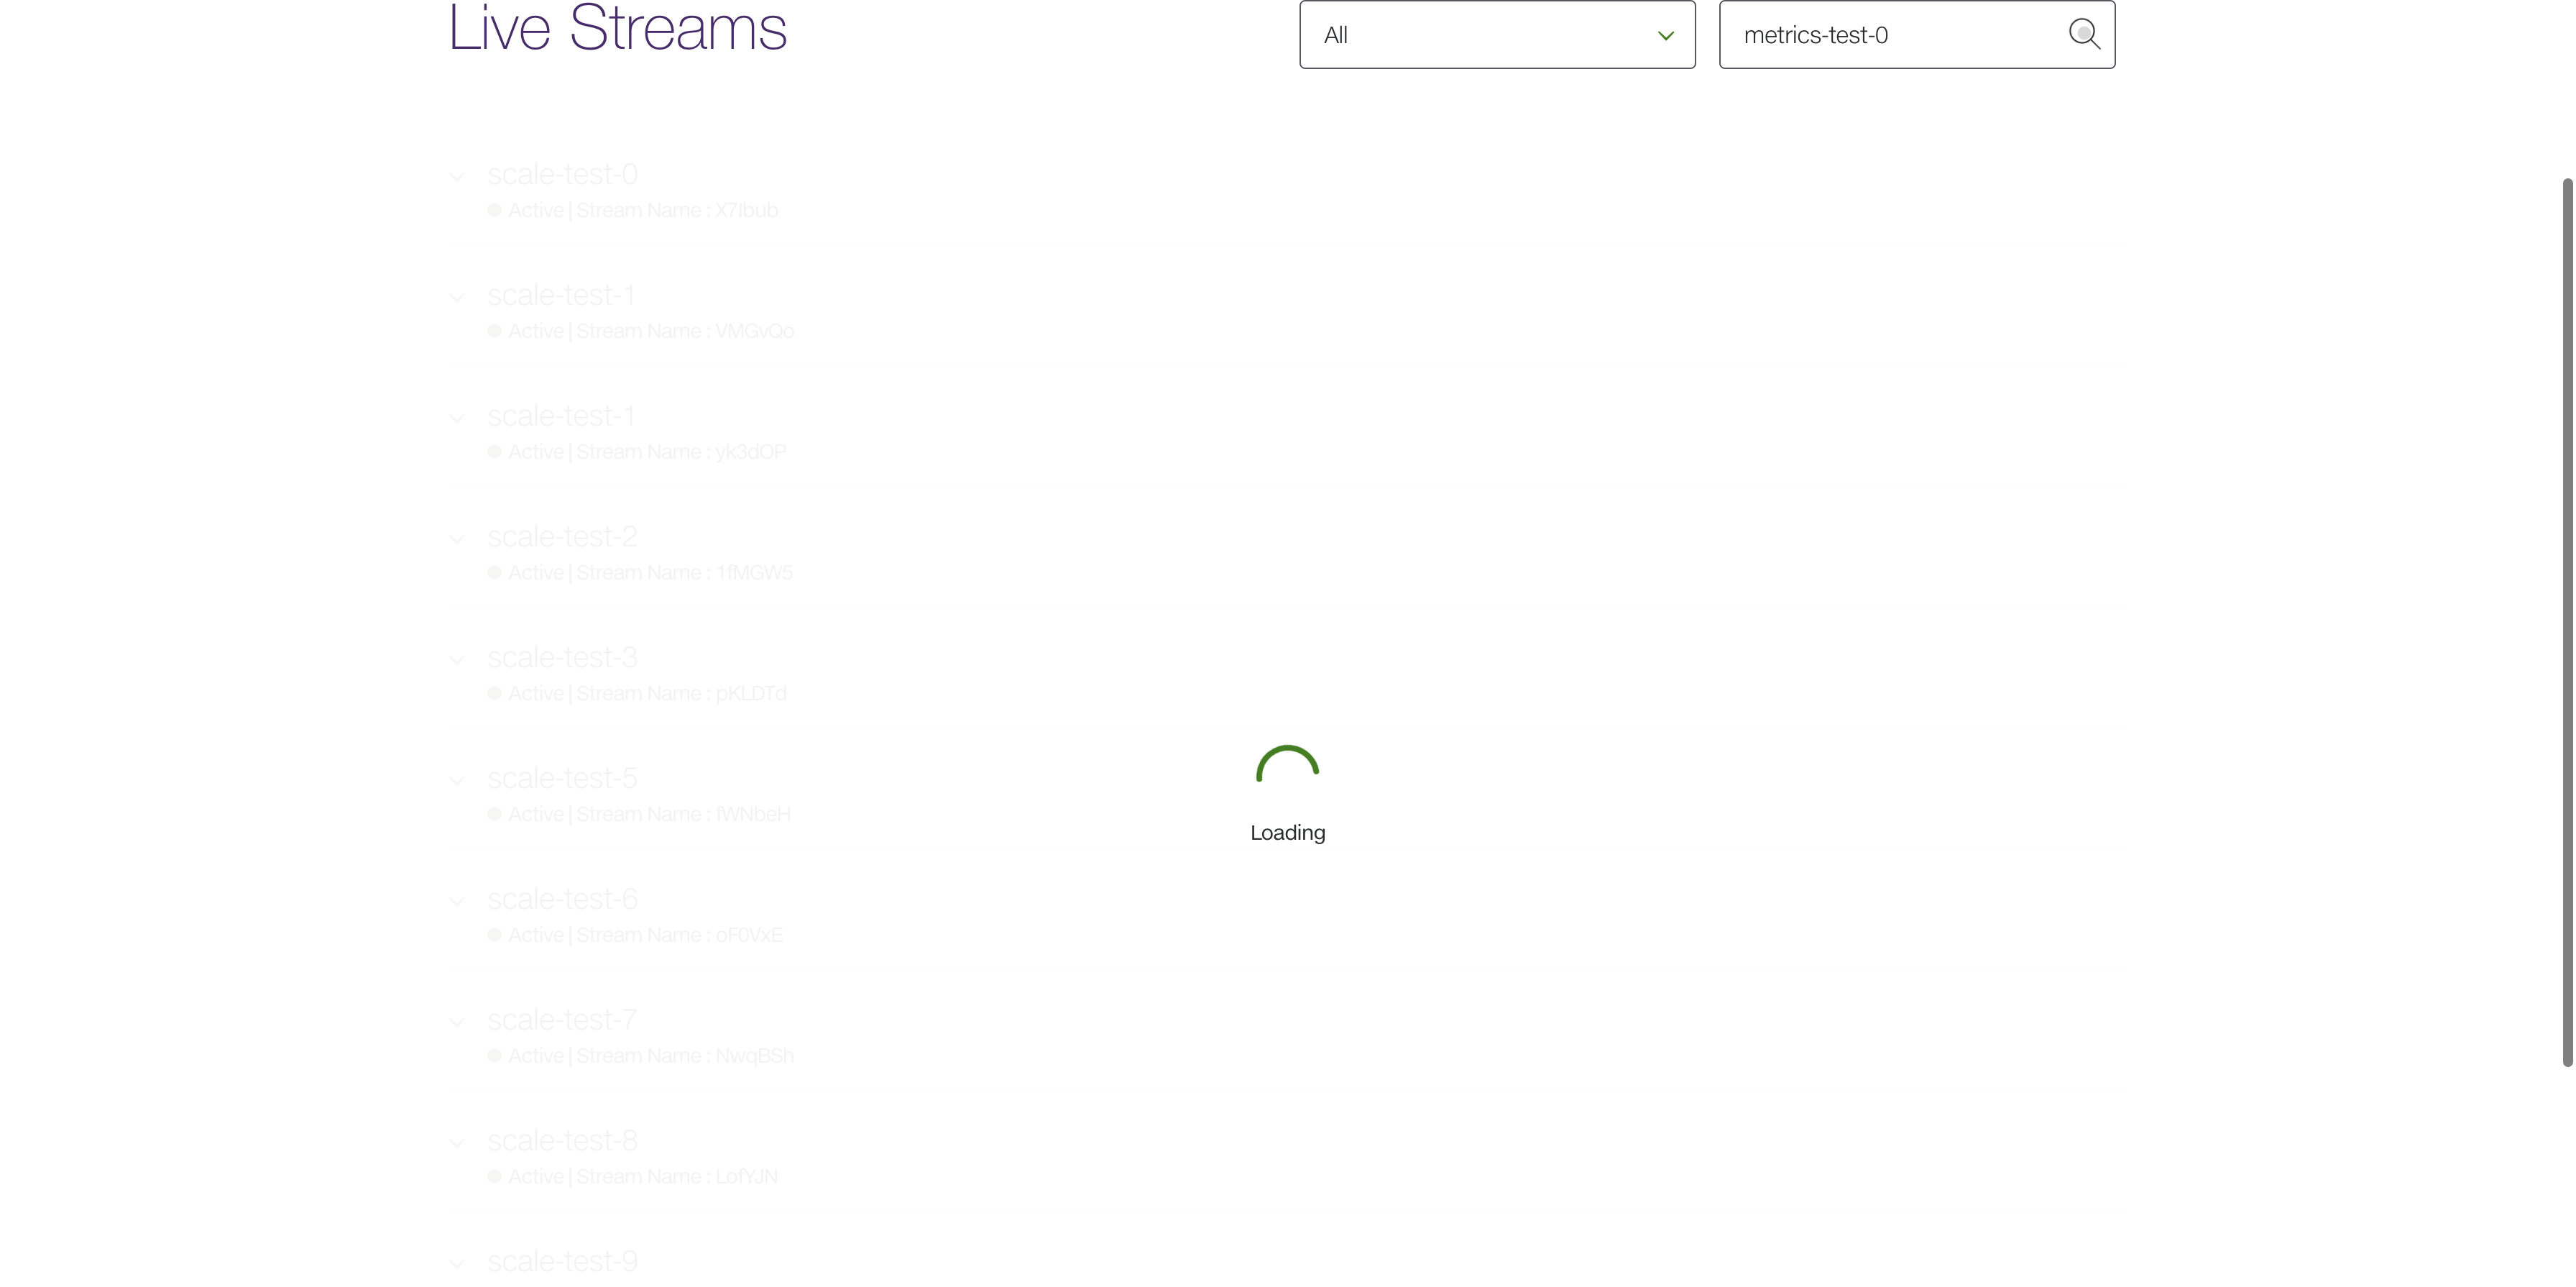 Live Streams
All
metrics-test-0
scale-test-0
Active | Stream Name : X7Ibub
scale-test-1
Active | Stream Name : VMGvQo
scale-test-1
Active | Stream Name : yk3dOP
scale-test-2
Active | Stream Name : 1fMGW5
scale-test-3
Active | Stream Name : pKLDTd
scale-test-5
Active | Stream Name : fWNbeH
Loading
scale-test-6
Active | Stream Name : oF0VxE
scale-test-7
Active | Stream Name : NwqBSh
scale-test-8
Active | Stream Name : LofYJN
scale-test-9